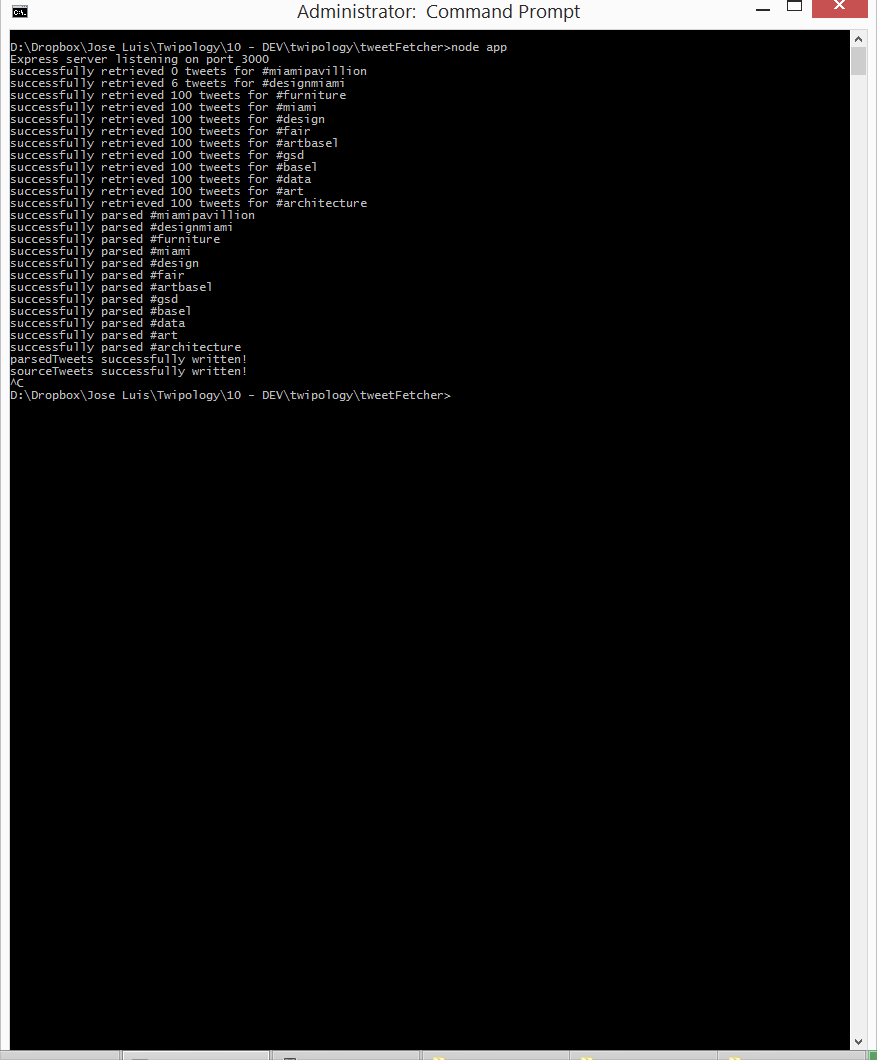 Administrator: Command Prompt
D:\Dropbox\Jose Luis\Twipology\10 - DEV\twipology\tweetFetcher>node app
Express server listening on port 3000
successfully retrieved 0 tweets for #miamipavillion
successfully retrieved 6 tweets for #designmiami
successfully retrieved 100 tweets for #furniture
successfully retrieved 100 tweets for #miami
successfully retrieved 100 tweets for #design
successfully retrieved 100 tweets for #fair
successfully retrieved 100 tweets for #artbasel
successfully retrieved 100 tweets for #gsd
successfully retrieved 100 tweets for #basel
successfully retrieved 100 tweets for #data
successfully retrieved 100 tweets for #art
successfully retrieved 100 tweets for #architecture
successfully parsed #miamipavillion
successfully parsed #designmiami
successfully parsed #furniture
successfully parsed #miami
successfully parsed #design
successfully parsed #fair
successfully parsed #artbasel
successfully parsed #gsd
successfully parsed #basel
successfully parsed #data
successfully parsed #art
successfully parsed #architecture
parsedTweets successfully written!
sourceTweets successfully written!
^C
D:\Dropbox\Jose Luis\Twipology\10 - DEV\twipology\tweetFetcher>